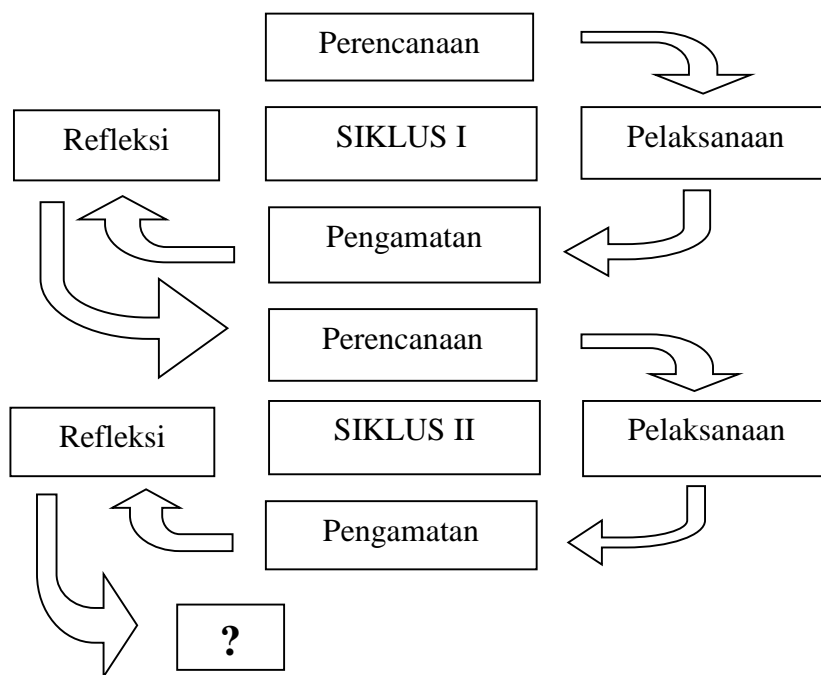 Perencanaan
Refleksi
SIKLUS I
Pelaksanaan
Pengamatan
Perencanaan
Refleksi
SIKLUS II
Pelaksanaan
Pengamatan
?